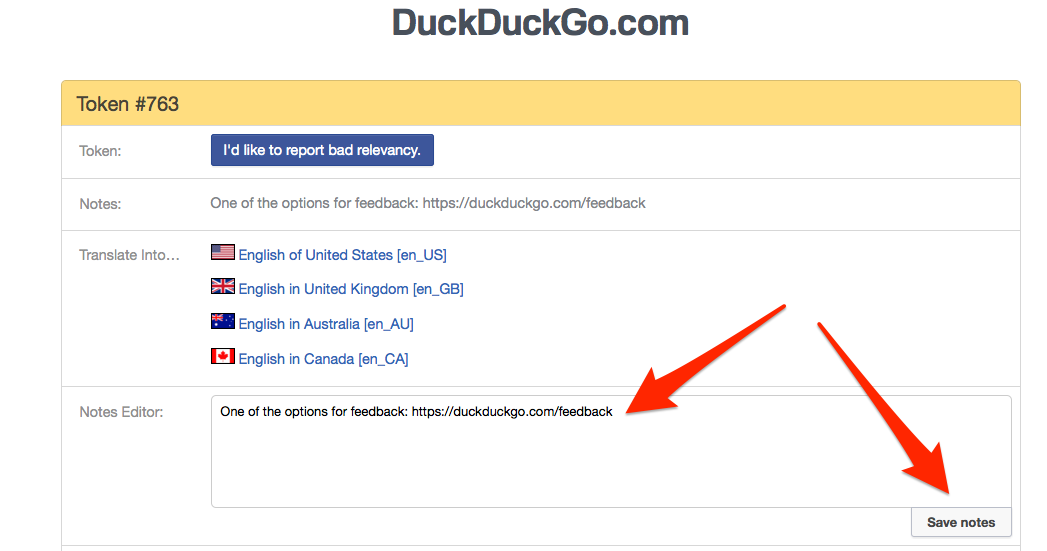 DuckDuckGo.com
Token #763
Token: I'd like to report bad relevancy.
Notes: One of the options for feedback: https://duckduckgo.com/feedback
Translate Into… English of United States [en_US]
English in United Kingdom [en_GB]
English in Australia [en_AU]
English in Canada [en_CA]
Notes Editor: One of the options for feedback: https://duckduckgo.com/feedback
Save notes